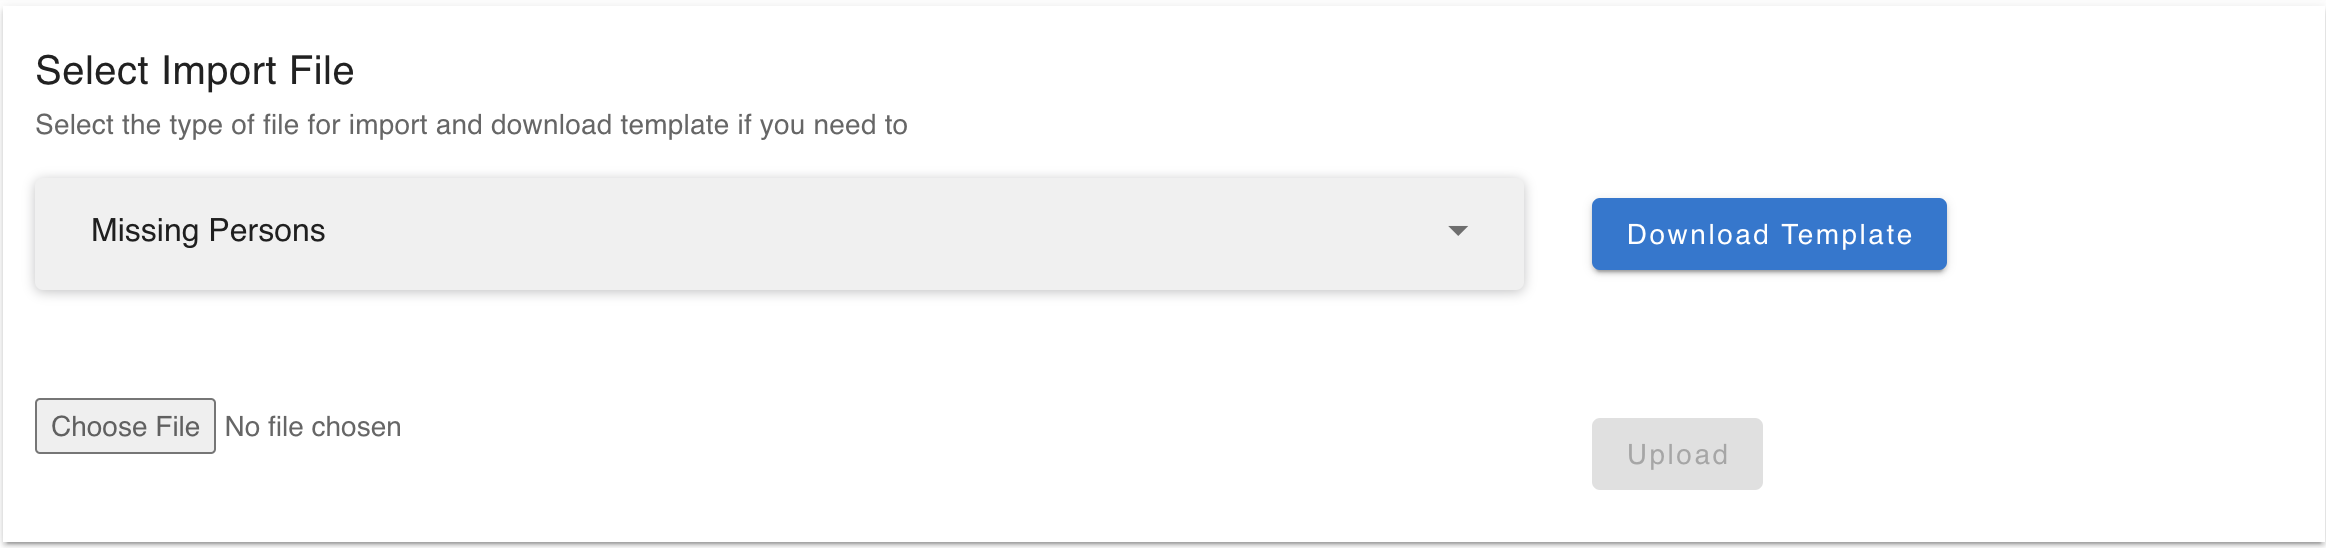 Select Import File
Select the type of file for import and download template if you need to
Missing Persons
Download Template
Choose File No file chosen
Upload